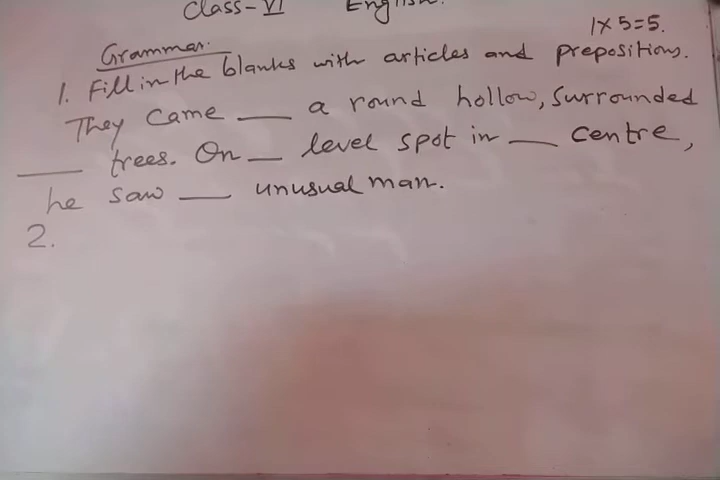 Class-VI English.
1×5=5.
Grammar.
1. Fill in the blanks with articles and prepositions.
They came ___ a round hollow, surrounded
___ trees. On ___ level spot in ___ centre,
he saw ___ unusual man.
2.